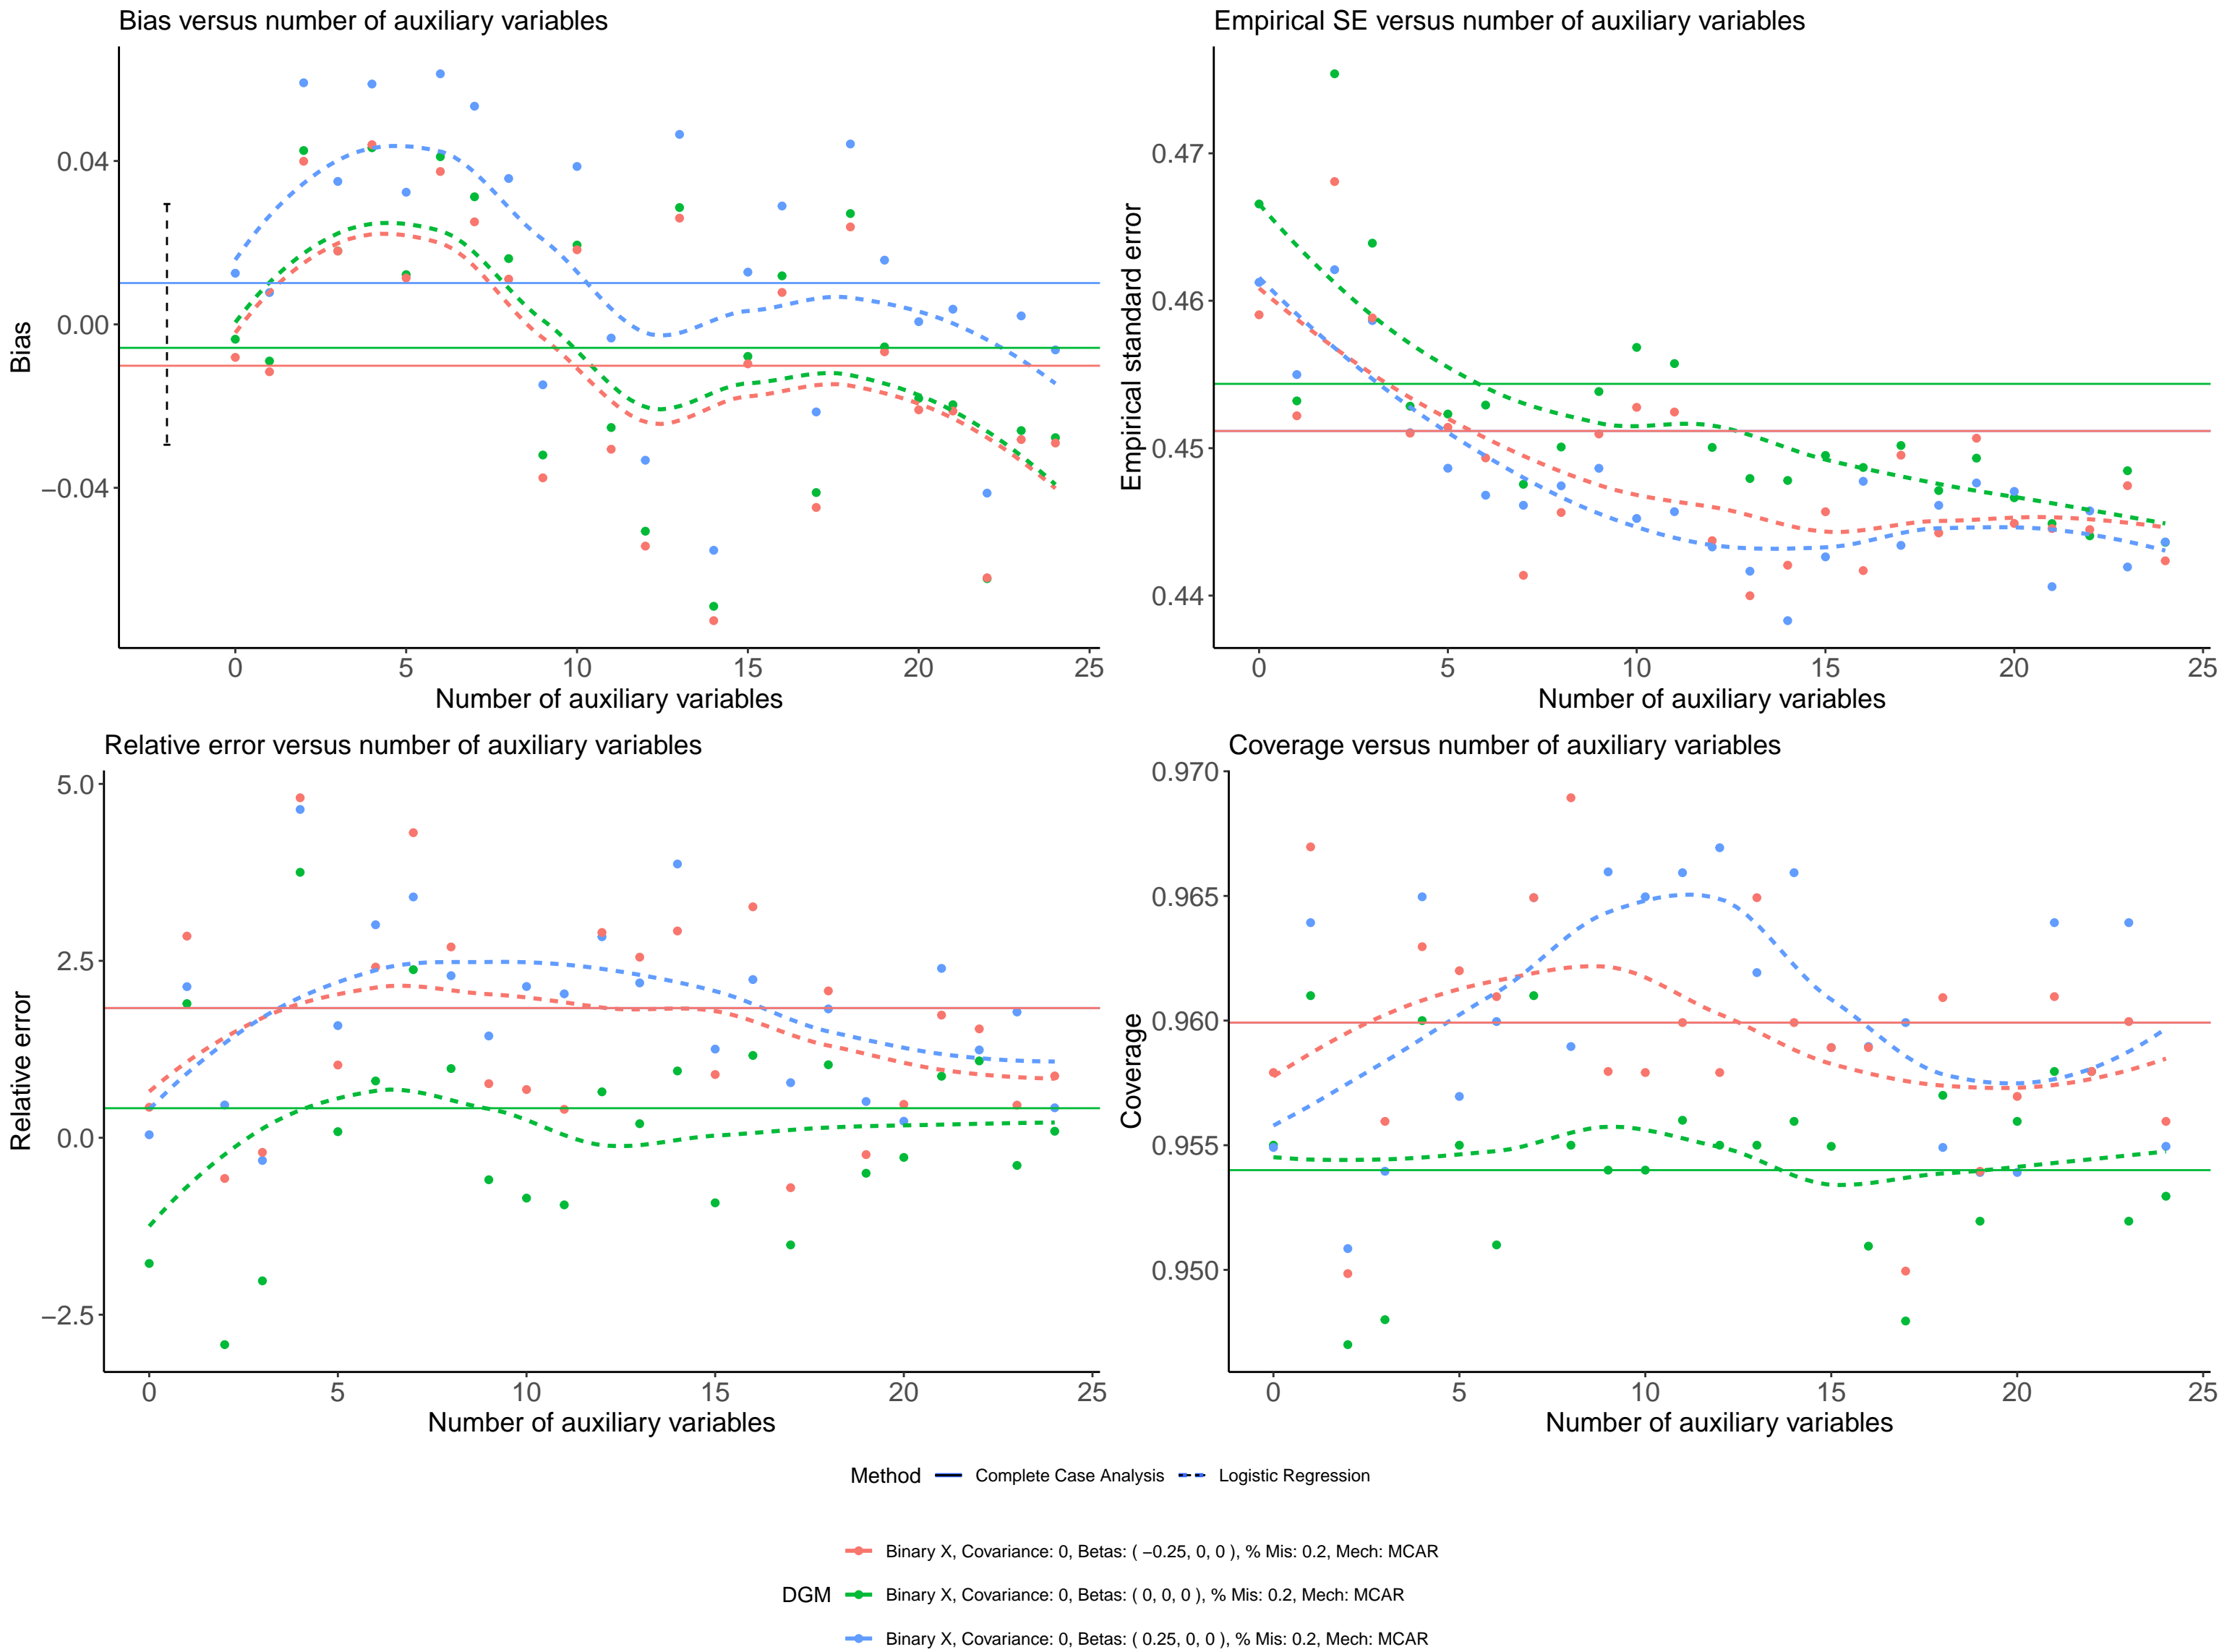 Bias versus number of auxiliary variables
0.04
0.00
−0.04
Bias
0 5 10 15 20 25
Number of auxiliary variables
Empirical SE versus number of auxiliary variables
0.47
0.46
0.45
0.44
Empirical standard error
0 5 10 15 20 25
Number of auxiliary variables
Relative error versus number of auxiliary variables
5.0
2.5
0.0
−2.5
Relative error
0 5 10 15 20 25
Number of auxiliary variables
Coverage versus number of auxiliary variables
0.970
0.965
0.960
0.955
0.950
Coverage
0 5 10 15 20 25
Number of auxiliary variables
Method Complete Case Analysis Logistic Regression
Binary X, Covariance: 0, Betas: ( −0.25, 0, 0 ), % Mis: 0.2, Mech: MCAR
DGM Binary X, Covariance: 0, Betas: ( 0, 0, 0 ), % Mis: 0.2, Mech: MCAR
Binary X, Covariance: 0, Betas: ( 0.25, 0, 0 ), % Mis: 0.2, Mech: MCAR